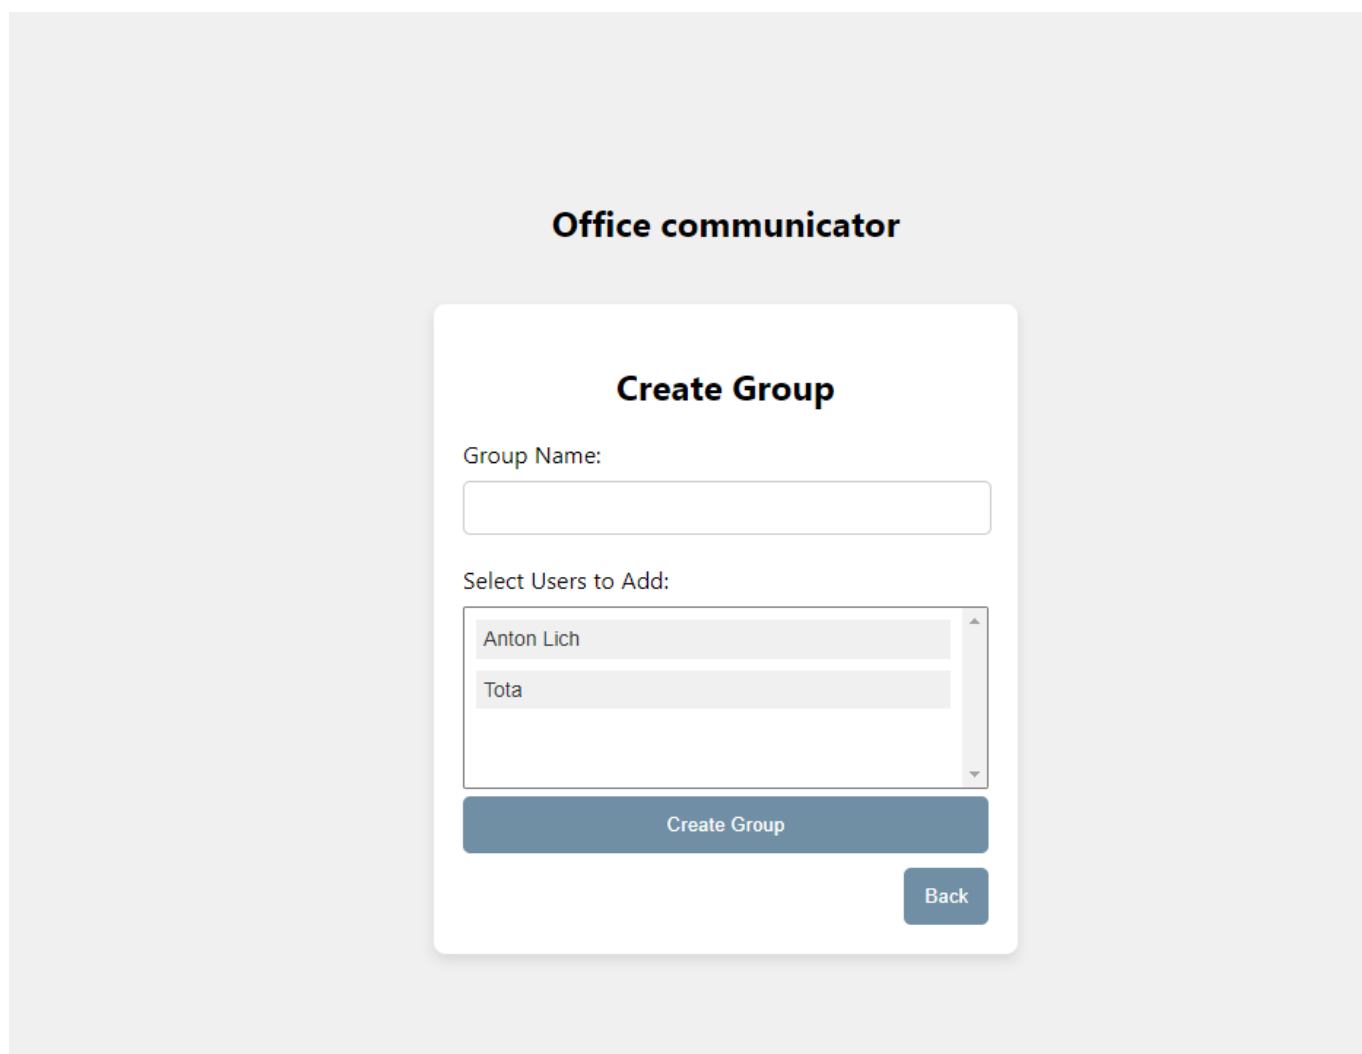 Office communicator
Create Group
Group Name:
Select Users to Add:
Anton Lich
Tota
Create Group
Back